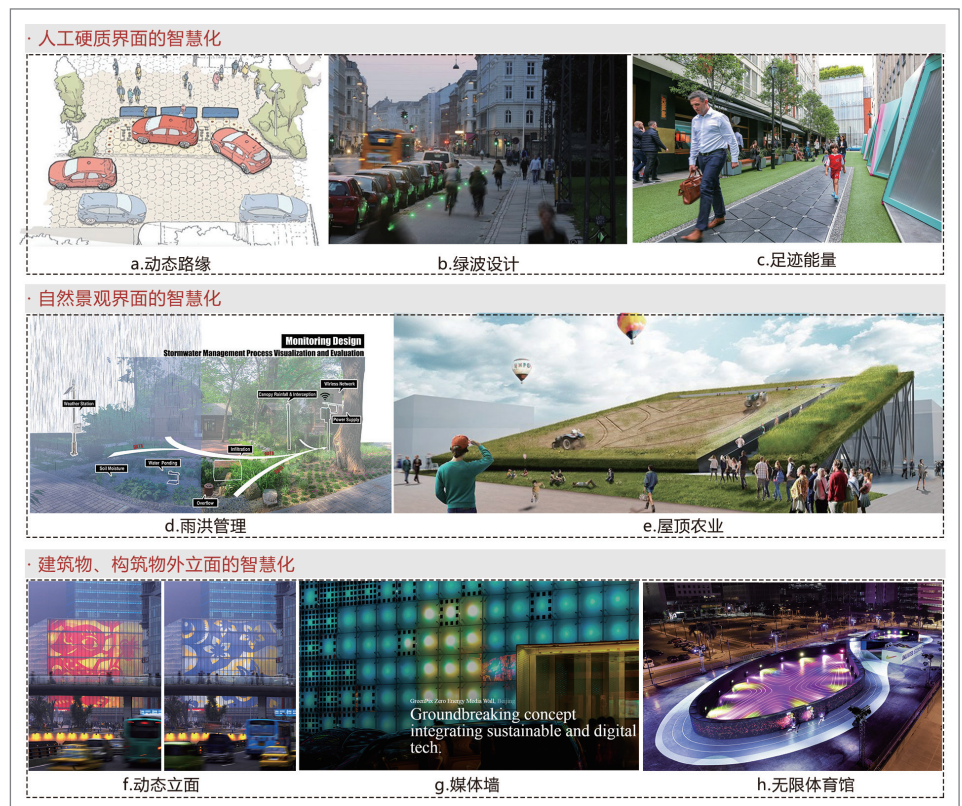 · 人工硬质界面的智慧化
a.动态路缘
b.绿波设计
c.足迹能量
· 自然景观界面的智慧化
Monitoring Design
Stormwater Management Process Visualization and Evaluation
Wirless Network
Canopy Rainfall & Interception
Weather Station
Power Supply
Infiltration
Water Ponding
Soil Moisture
Overflow
EXPO
d.雨洪管理
e.屋顶农业
· 建筑物、构筑物外立面的智慧化
GreenPix Zero Energy Media Wall, Beijing
Groundbreaking concept
integrating sustainable and digital
tech.
f.动态立面
g.媒体墙
h.无限体育馆